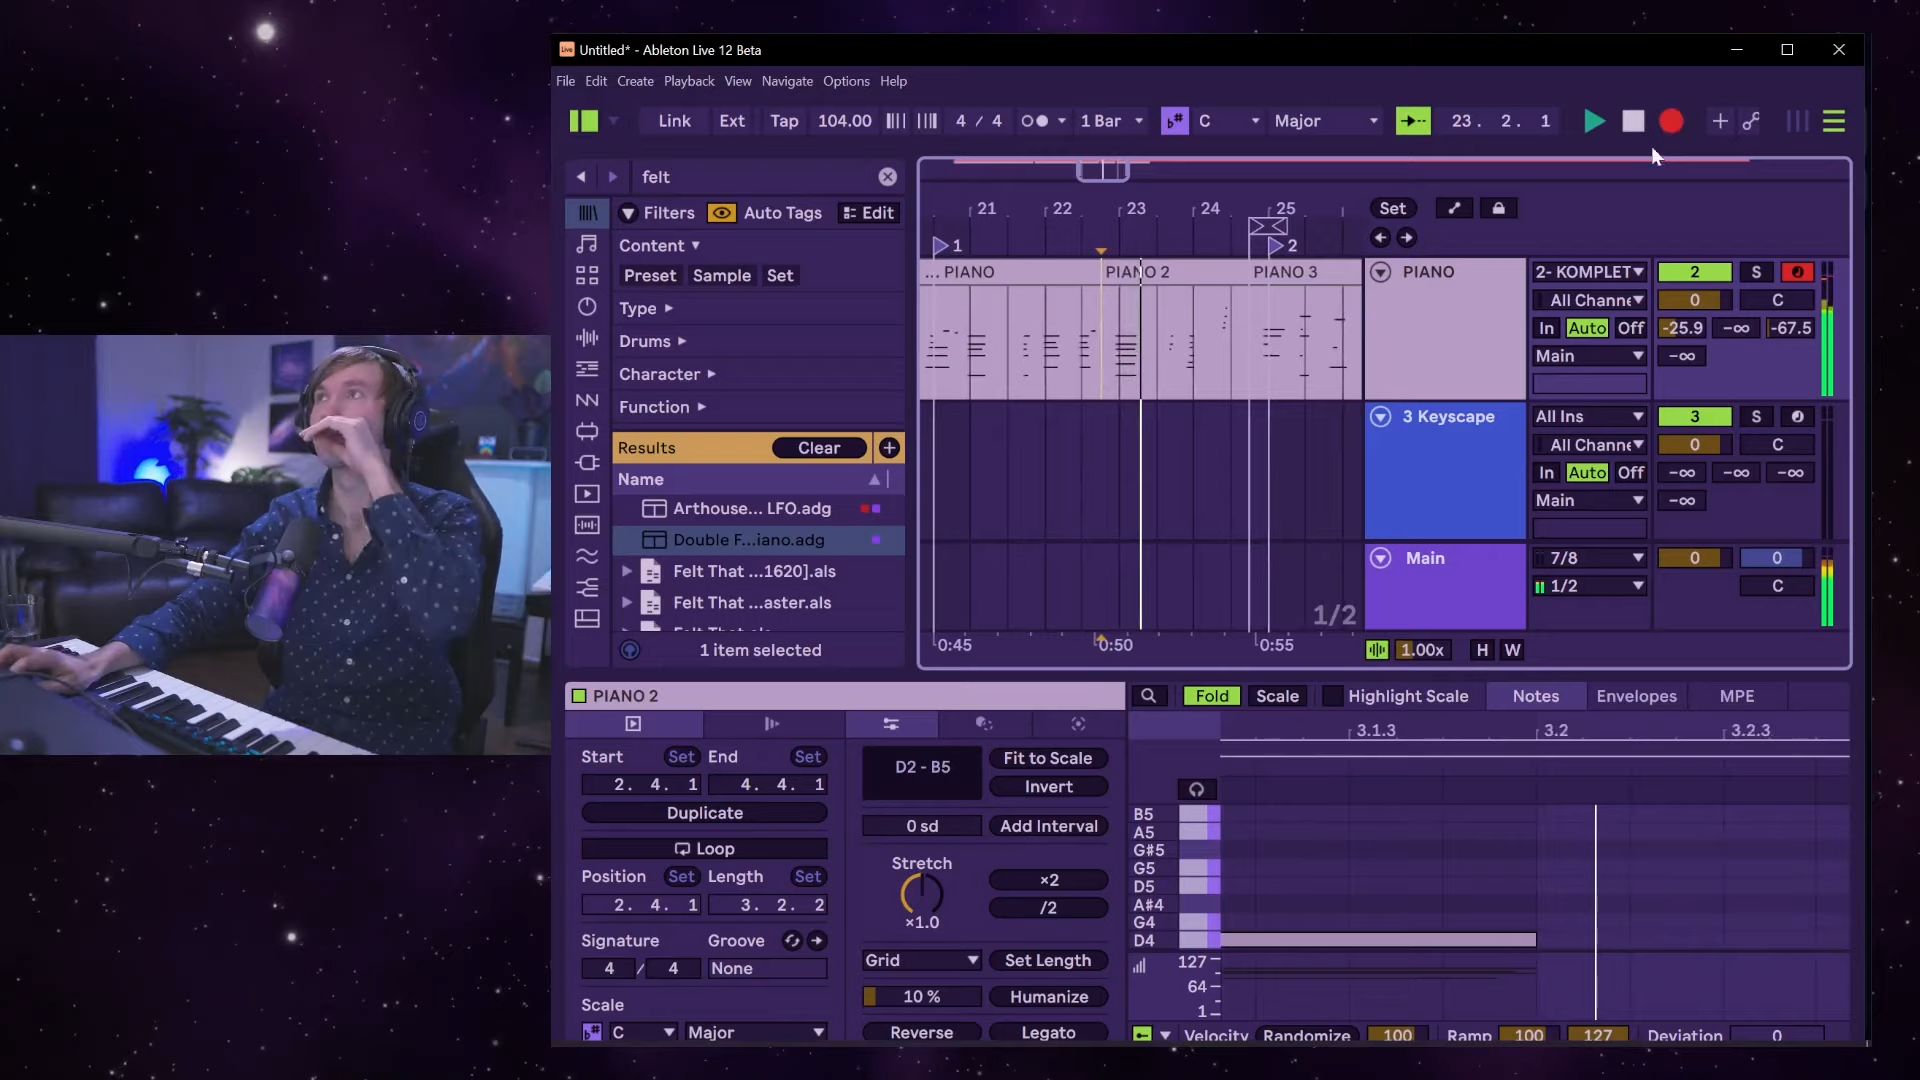 Untitled* - Ableton Live 12 Beta
File Edit Create Playback View Navigate Options Help
Link Ext Tap 104.00 4 / 4 1 Bar C Major 23. 2. 1
felt
Filters Auto Tags Edit
Content
Preset Sample Set
Type
Drums
Character
Function
Results Clear
Name
Arthouse... LFO.adg
Double F...iano.adg
Felt That ...1620].als
Felt That ...aster.als
1 item selected
21 22 23 24 25 Set
1 2
... PIANO PIANO 2 PIANO 3
PIANO 2- KOMPLET 2 S
All Channe 0 C
In Auto Off -25.9 -∞ -67.5
Main -∞
3 Keyscape All Ins 3 S
All Channe 0 C
In Auto Off -∞ -∞ -∞
Main -∞
Main 7/8 0 0
1/2 C
1/2
0:45 0:50 0:55 1.00x H W
PIANO 2
Start Set End Set
2. 4. 1 4. 4. 1
Duplicate
Loop
Position Set Length Set
2. 4. 1 3. 2. 2
Signature Groove
4 / 4 None
Scale
C Major
D2 - B5 Fit to Scale
Invert
0 sd Add Interval
Stretch
×2
/2
×1.0
Grid Set Length
10 % Humanize
Reverse Legato
Fold Scale Highlight Scale Notes Envelopes MPE
3.1.3 3.2 3.2.3
B5
A5
G#5
G5
D5
A#4
G4
D4
127
64
1
Velocity Randomize 100 Ramp 100 127 Deviation 0